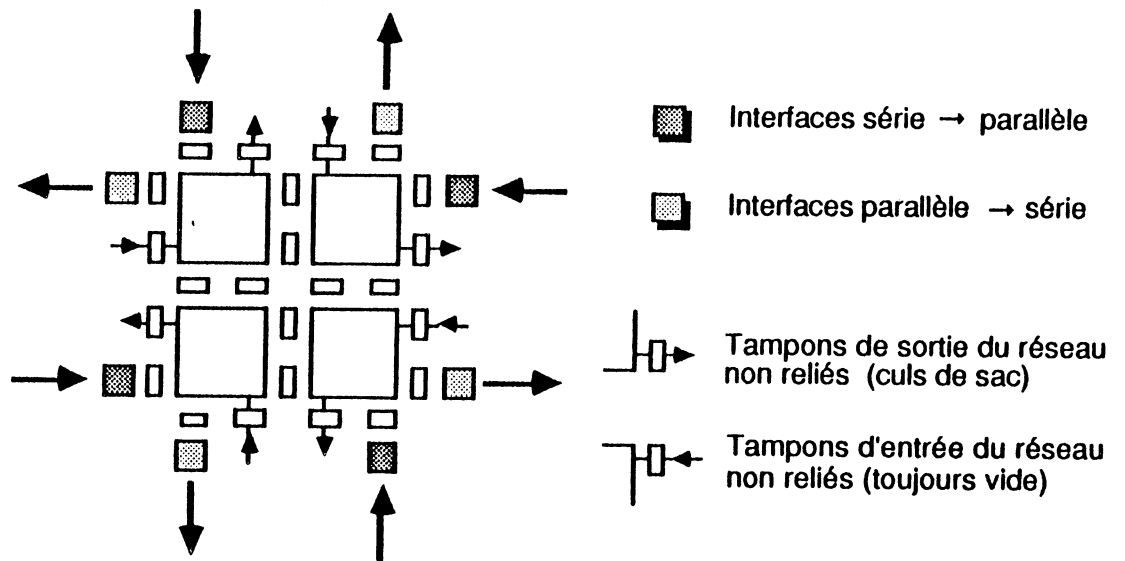 Interfaces série → parallèle
Interfaces parallèle → série
Tampons de sortie du réseau
non reliés (culs de sac)
Tampons d'entrée du réseau
non reliés (toujours vide)